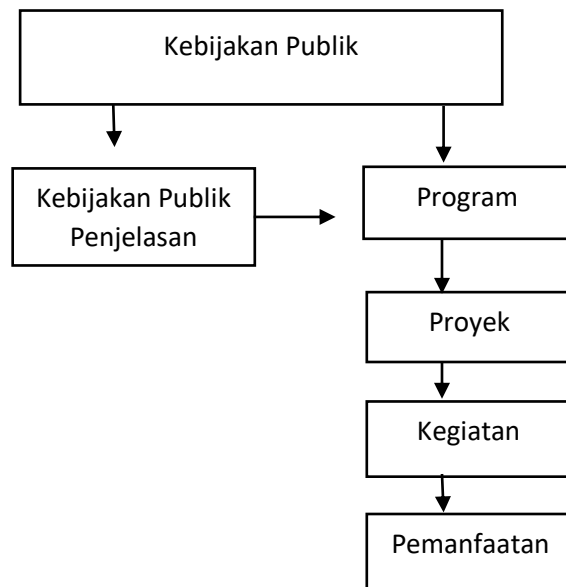 Kebijakan Publik
Kebijakan Publik
Penjelasan
Program
Proyek
Kegiatan
Pemanfaatan